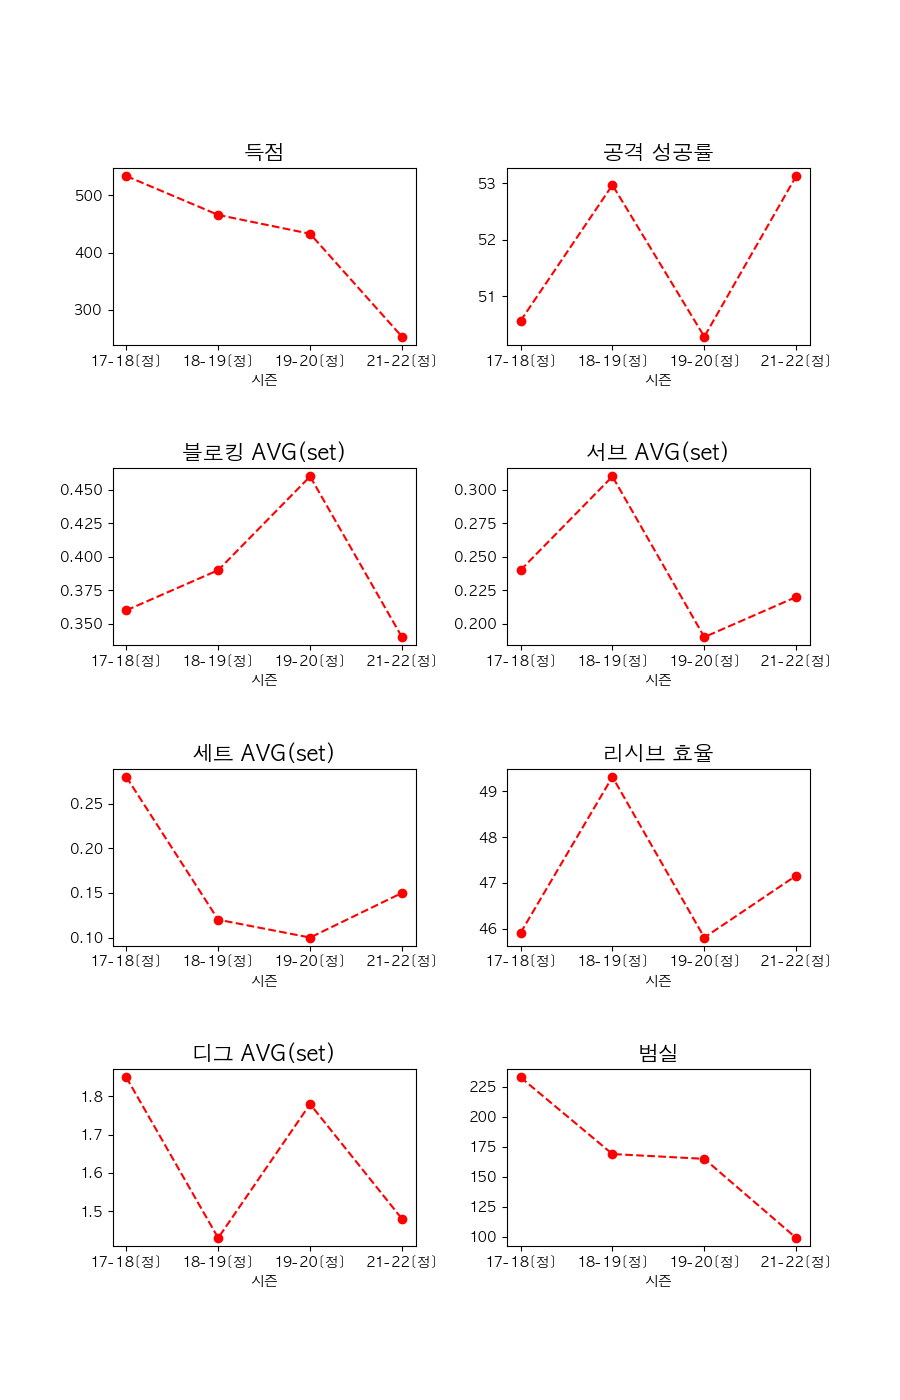 득점
500
400
300
17-18(정) 18-19(정) 19-20(정) 21-22(정)
시즌
공격 성공률
53
52
51
17-18(정) 18-19(정) 19-20(정) 21-22(정)
시즌
블로킹 AVG(set)
0.450
0.425
0.400
0.375
0.350
17-18(정) 18-19(정) 19-20(정) 21-22(정)
시즌
서브 AVG(set)
0.300
0.275
0.250
0.225
0.200
17-18(정) 18-19(정) 19-20(정) 21-22(정)
시즌
세트 AVG(set)
0.25
0.20
0.15
0.10
17-18(정) 18-19(정) 19-20(정) 21-22(정)
시즌
리시브 효율
49
48
47
46
17-18(정) 18-19(정) 19-20(정) 21-22(정)
시즌
디그 AVG(set)
1.8
1.7
1.6
1.5
17-18(정) 18-19(정) 19-20(정) 21-22(정)
시즌
범실
225
200
175
150
125
100
17-18(정) 18-19(정) 19-20(정) 21-22(정)
시즌